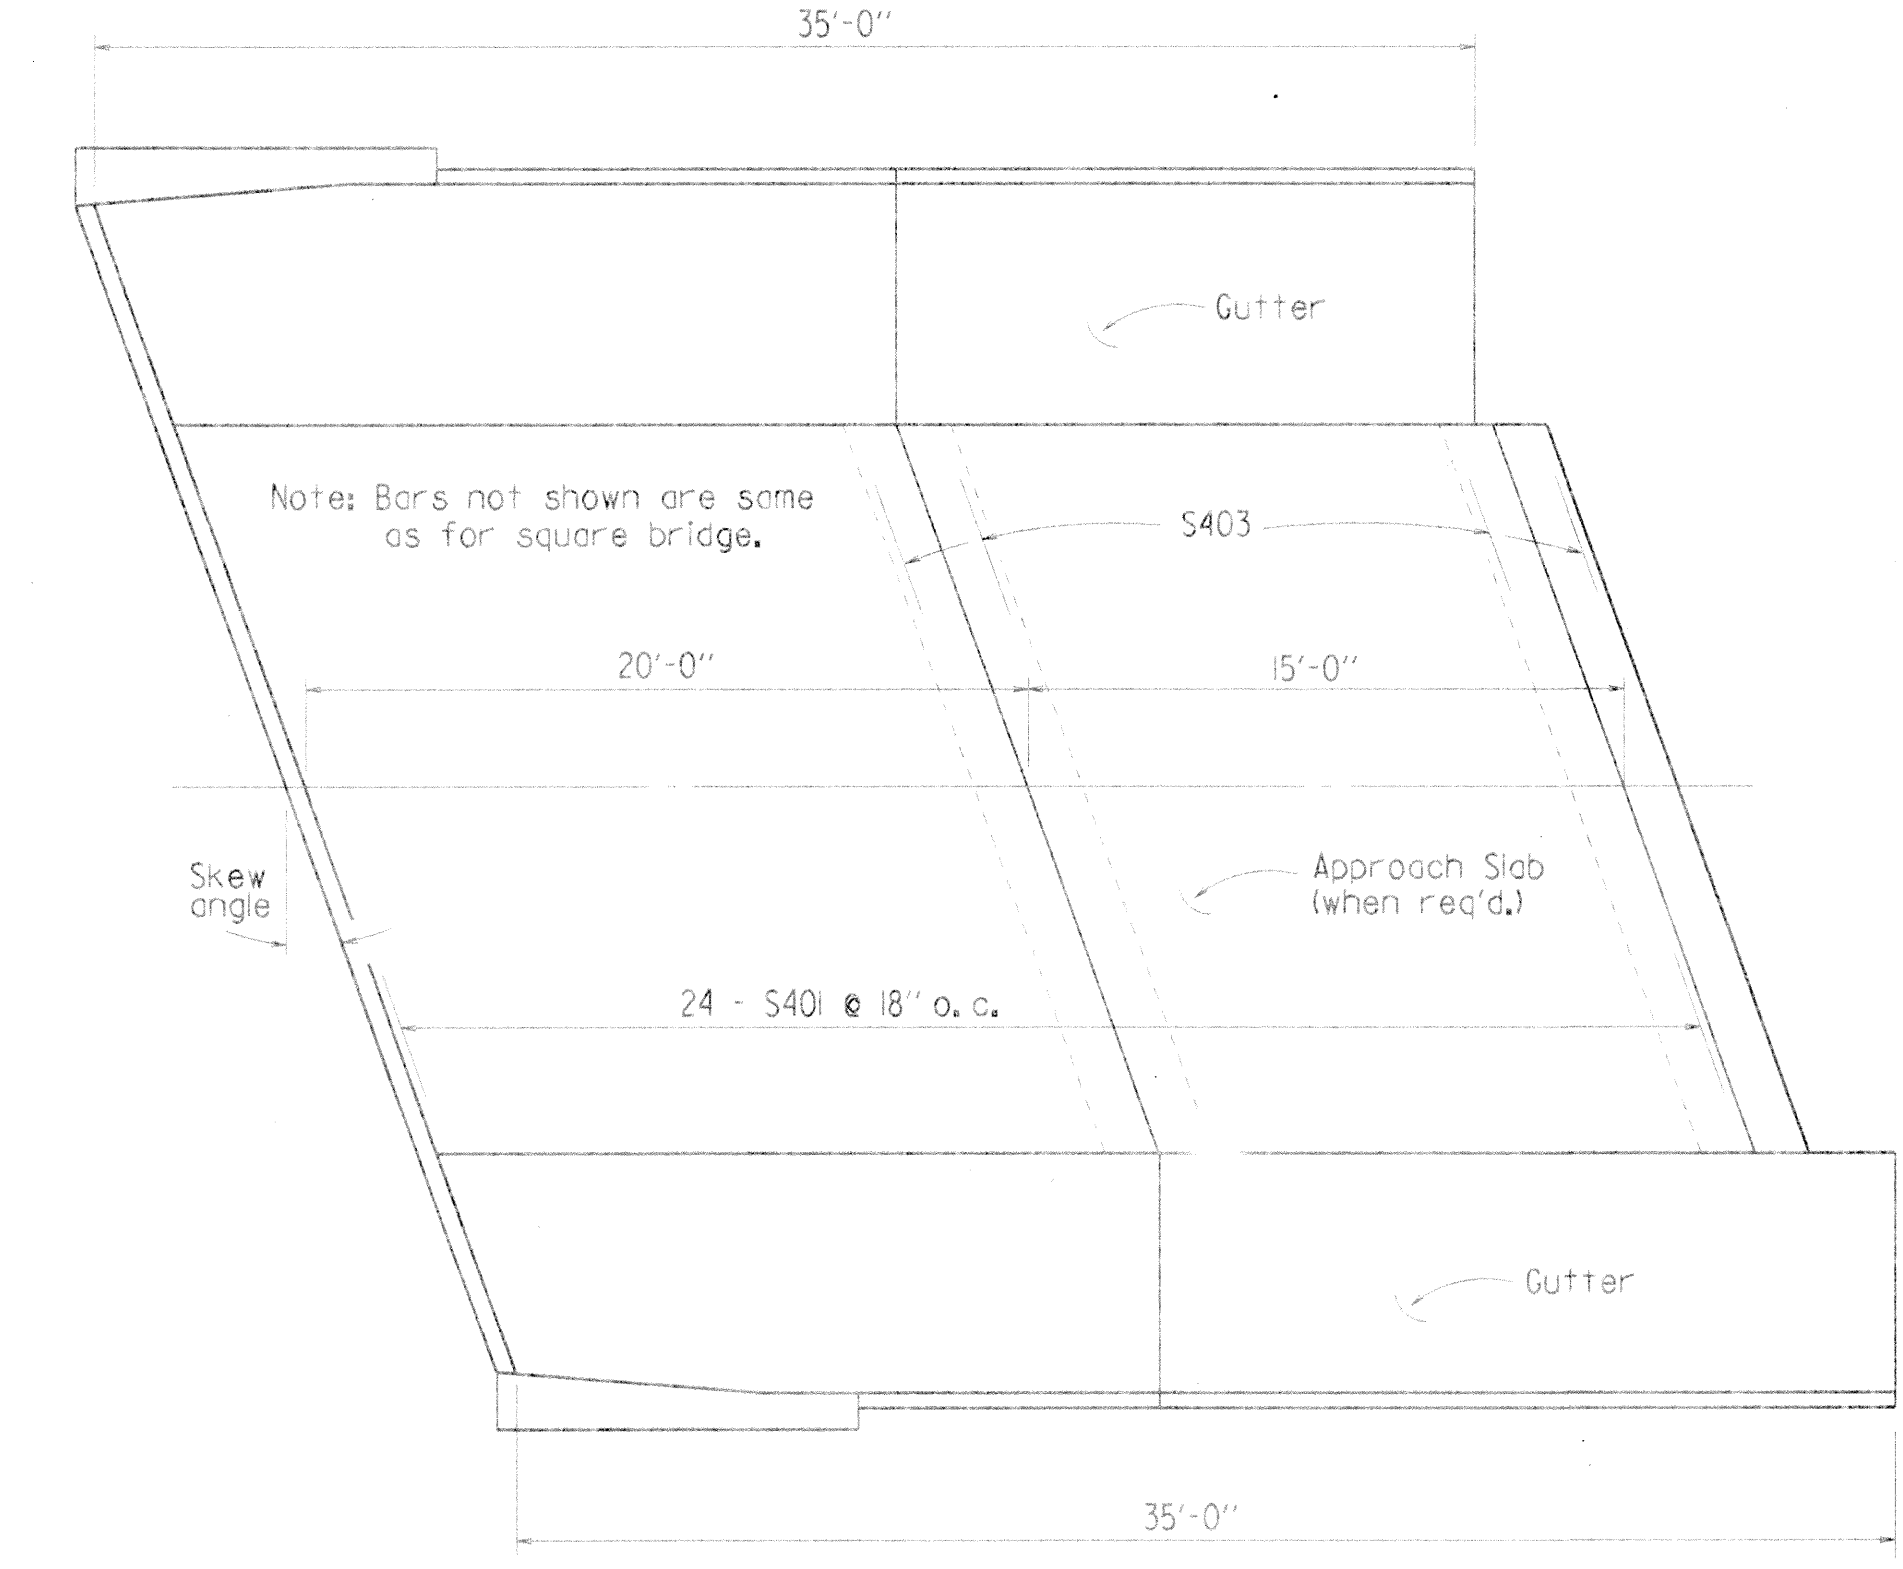 35'-0"
Gutter
Note: Bars not shown are same
as for square bridge.
S403
20'-0"
15'-0"
Skew
angle
Approach Slab
(when req'd.)
24 - S401 @ 18" o.c.
Gutter
35'-0"